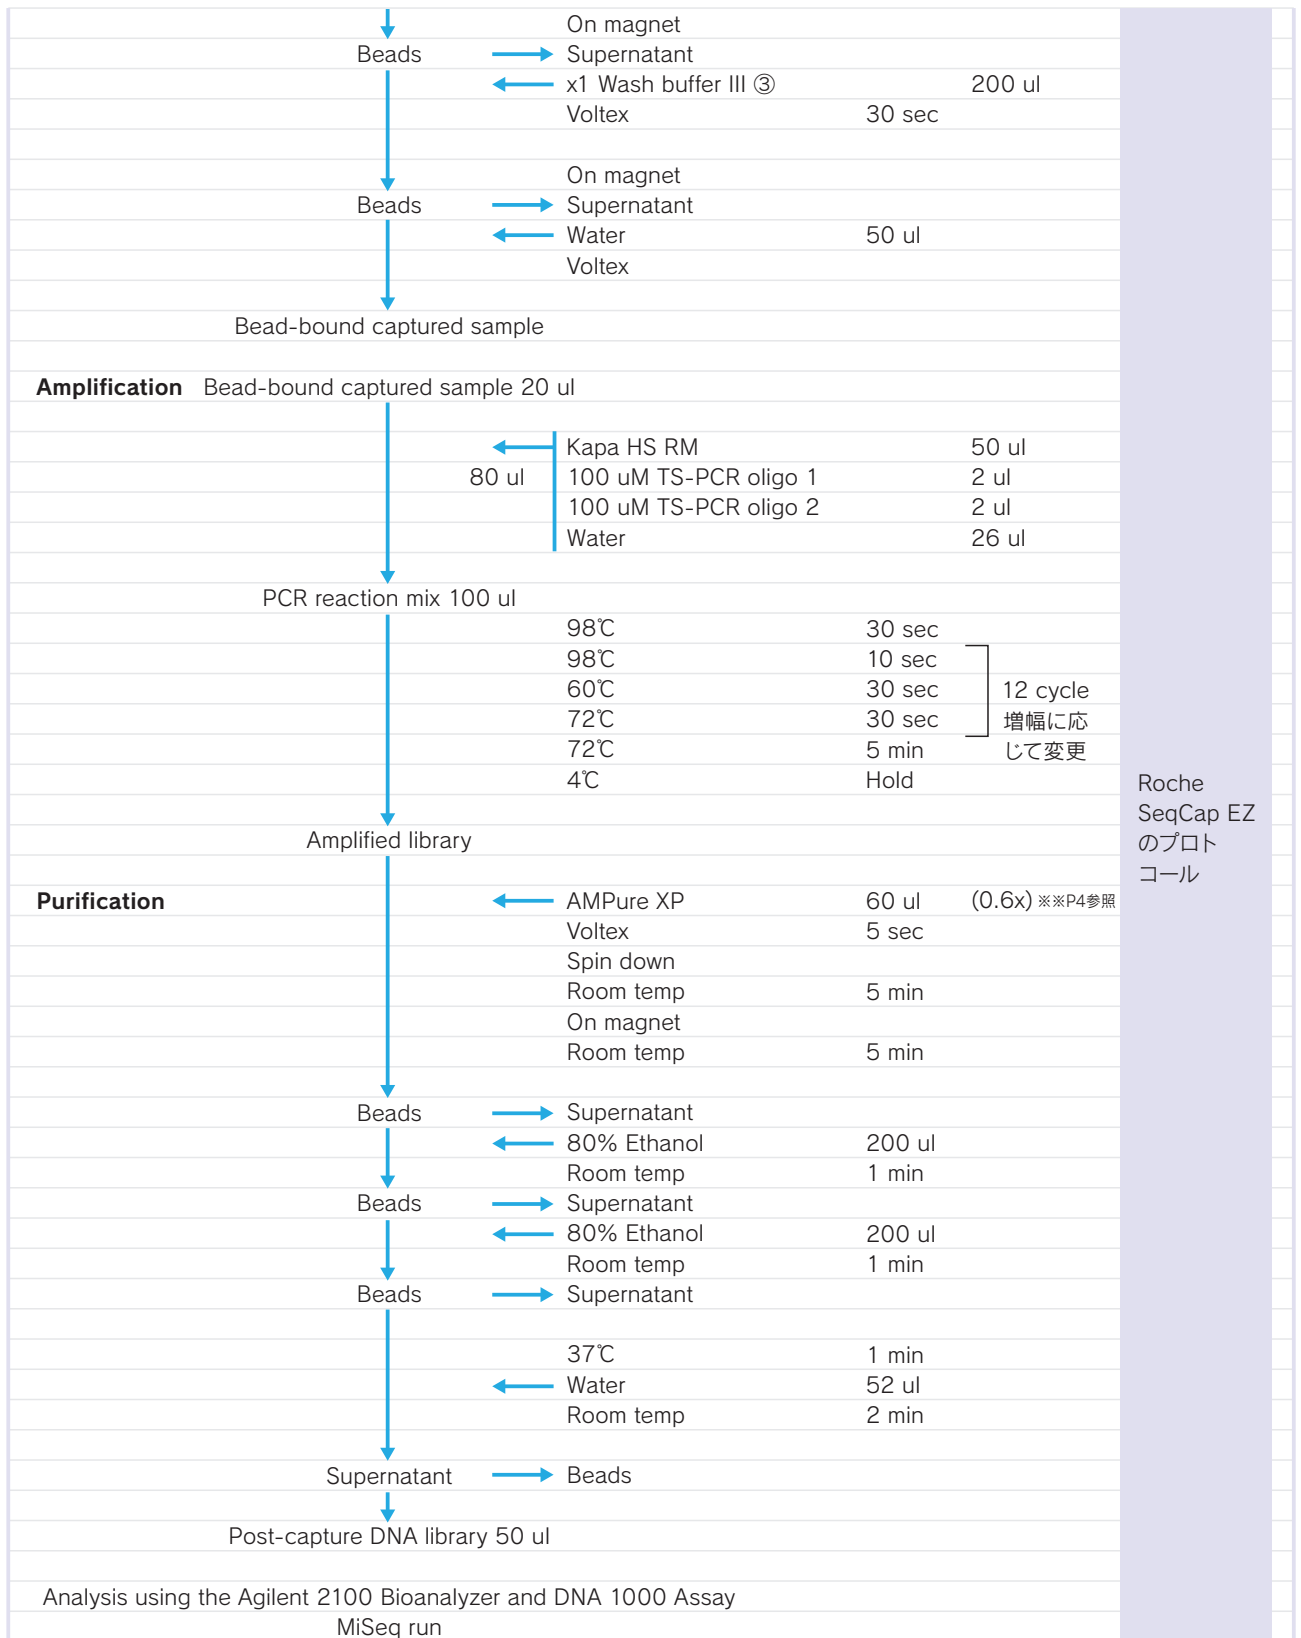 On magnet
Beads Supernatant
x1 Wash buffer III ③ 200 ul
Voltex 30 sec
On magnet
Beads Supernatant
Water 50 ul
Voltex
Bead-bound captured sample
Amplification Bead-bound captured sample 20 ul
Kapa HS RM 50 ul
80 ul 100 uM TS-PCR oligo 1 2 ul
100 uM TS-PCR oligo 2 2 ul
Water 26 ul
PCR reaction mix 100 ul
98℃ 30 sec
98℃ 10 sec
60℃ 30 sec 12 cycle
72℃ 30 sec 増幅に応
72℃ 5 min じて変更
4℃ Hold
Roche
SeqCap EZ
のプロト
コール
Amplified library
Purification AMPure XP 60 ul (0.6x) ※※P4参照
Voltex 5 sec
Spin down
Room temp 5 min
On magnet
Room temp 5 min
Beads Supernatant
80% Ethanol 200 ul
Room temp 1 min
Beads Supernatant
80% Ethanol 200 ul
Room temp 1 min
Beads Supernatant
37℃ 1 min
Water 52 ul
Room temp 2 min
Supernatant Beads
Post-capture DNA library 50 ul
Analysis using the Agilent 2100 Bioanalyzer and DNA 1000 Assay
MiSeq run